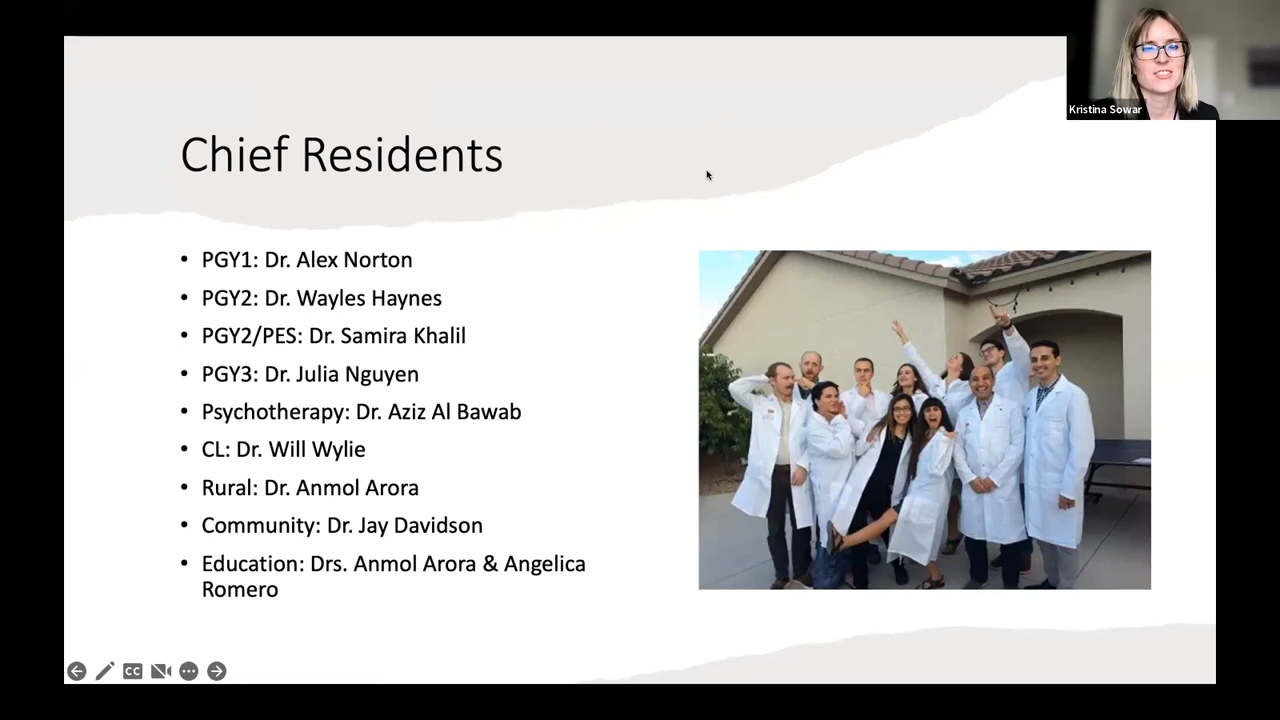 Kristina Sowar
Chief Residents
• PGY1: Dr. Alex Norton
• PGY2: Dr. Wayles Haynes
• PGY2/PES: Dr. Samira Khalil
• PGY3: Dr. Julia Nguyen
• Psychotherapy: Dr. Aziz Al Bawab
• CL: Dr. Will Wylie
• Rural: Dr. Anmol Arora
• Community: Dr. Jay Davidson
• Education: Drs. Anmol Arora & Angelica
Romero
CC